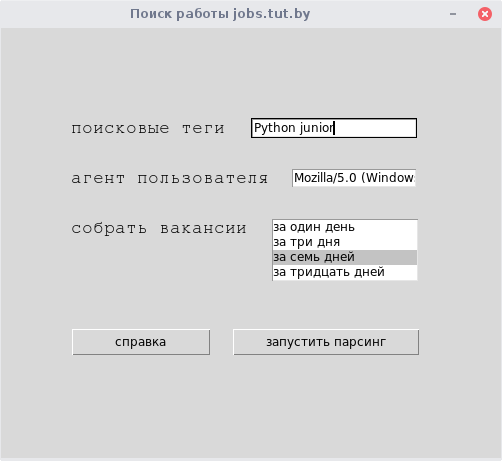 Поиск работы jobs.tut.by
поисковые теги Python junior
агент пользователя Mozilla/5.0 (Window
собрать вакансии
за один день
за три дня
за семь дней
за тридцать дней
справка запустить парсинг